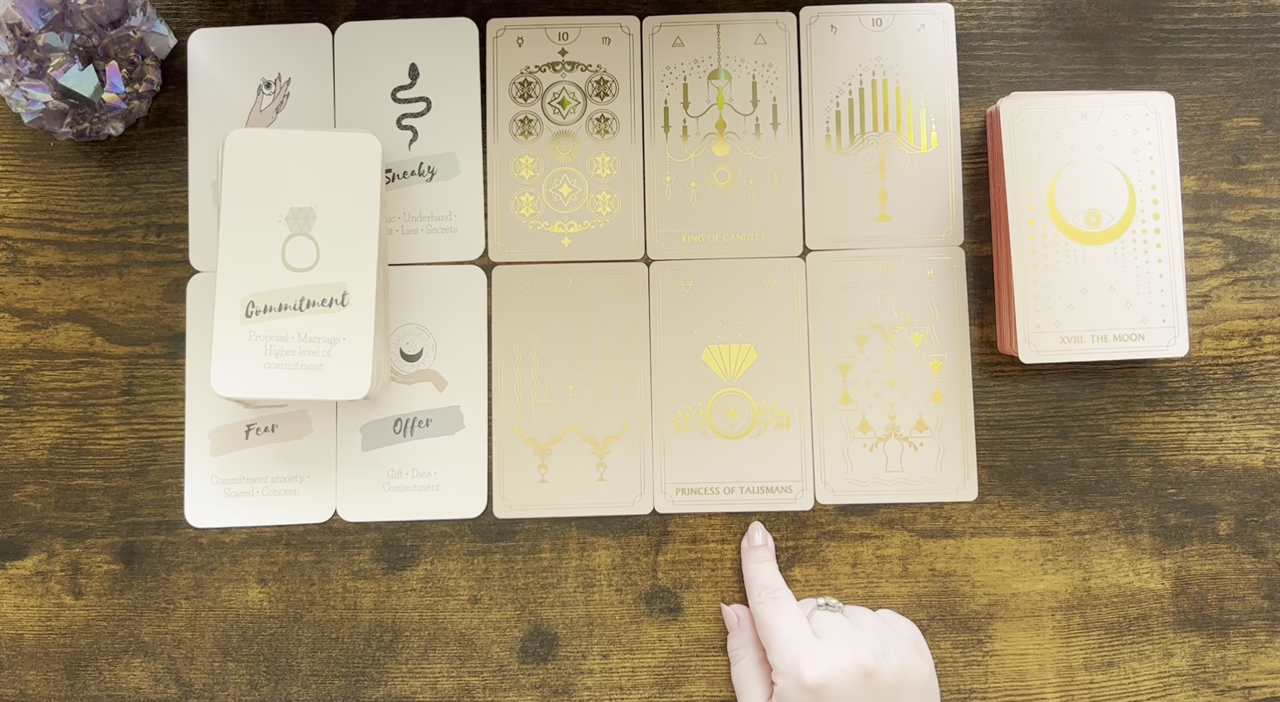 Sneaky
• Underhand •
• Lies • Secrets
10
KING OF CANDLES
10
XVIII. THE MOON
Commitment
Proposal • Marriage •
Higher level of
commitment
Fear
Commitment anxiety •
Scared • Concern
Offer
Gift • Date •
Commitment
PRINCESS OF TALISMANS